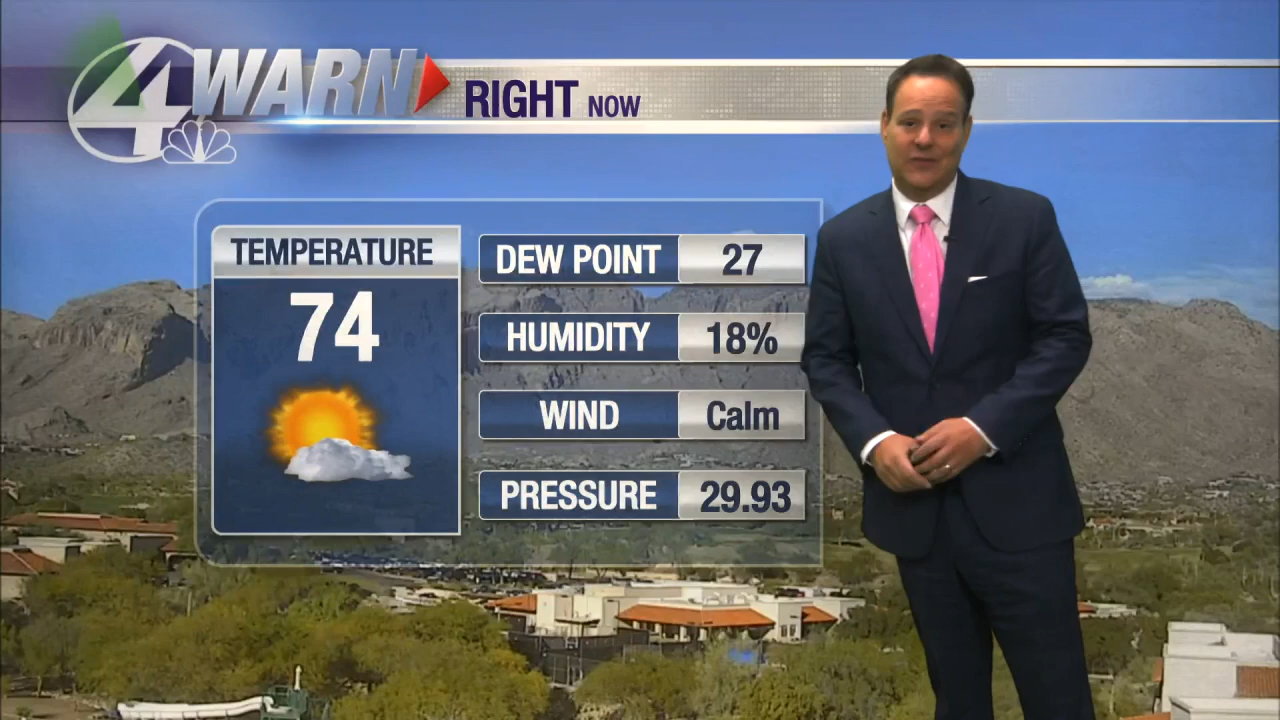 4WARN RIGHT NOW
TEMPERATURE
74
DEW POINT 27
HUMIDITY 18%
WIND Calm
PRESSURE 29.93